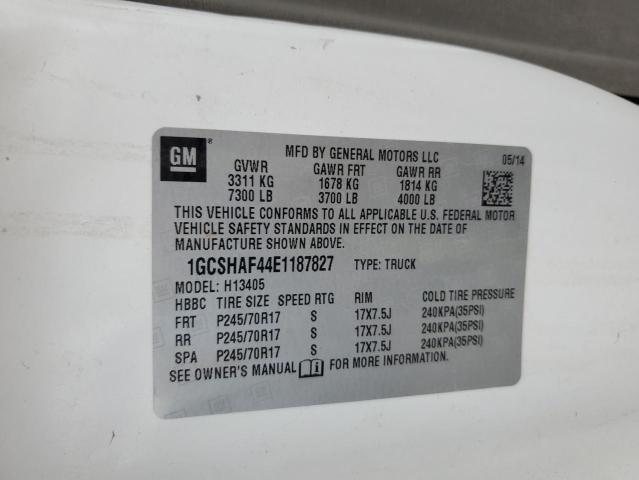 GM ®
MFD BY GENERAL MOTORS LLC 05/14
GVWR GAWR FRT GAWR RR
3311 KG 1678 KG 1814 KG
7300 LB 3700 LB 4000 LB
THIS VEHICLE CONFORMS TO ALL APPLICABLE U.S. FEDERAL MOTOR
VEHICLE SAFETY STANDARDS IN EFFECT ON THE DATE OF
MANUFACTURE SHOWN ABOVE.
1GCSHAF44E1187827 TYPE: TRUCK
MODEL: H13405
HBBC TIRE SIZE SPEED RTG RIM COLD TIRE PRESSURE
FRT P245/70R17 S 17X7.5J 240KPA(35PSI)
RR P245/70R17 S 17X7.5J 240KPA(35PSI)
SPA P245/70R17 S 17X7.5J 240KPA(35PSI)
SEE OWNER'S MANUAL FOR MORE INFORMATION.